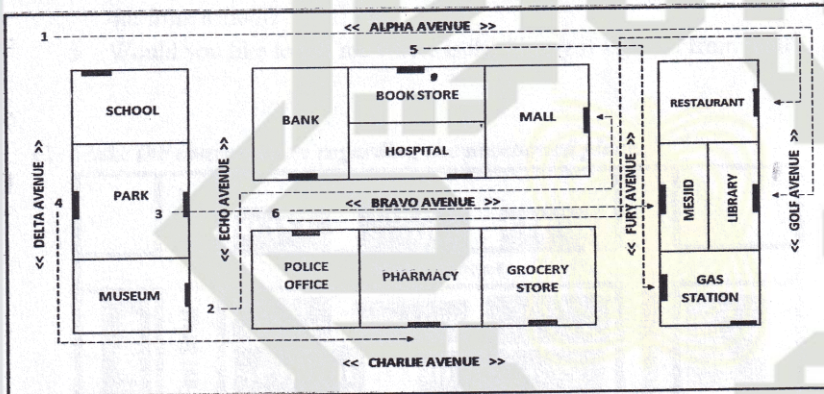 << ALPHA AVENUE >>
1
5
SCHOOL
BANK
BOOK STORE
HOSPITAL
MALL
RESTAURANT
<< DELTA AVENUE >>
4
PARK
3
<< ECHO AVENUE >>
<< BRAVO AVENUE >>
6
<< FURY AVENUE >>
MESJID
LIBRARY
<< GOLF AVENUE >>
MUSEUM
2
POLICE
OFFICE
PHARMACY
GROCERY
STORE
GAS
STATION
<< CHARLIE AVENUE >>